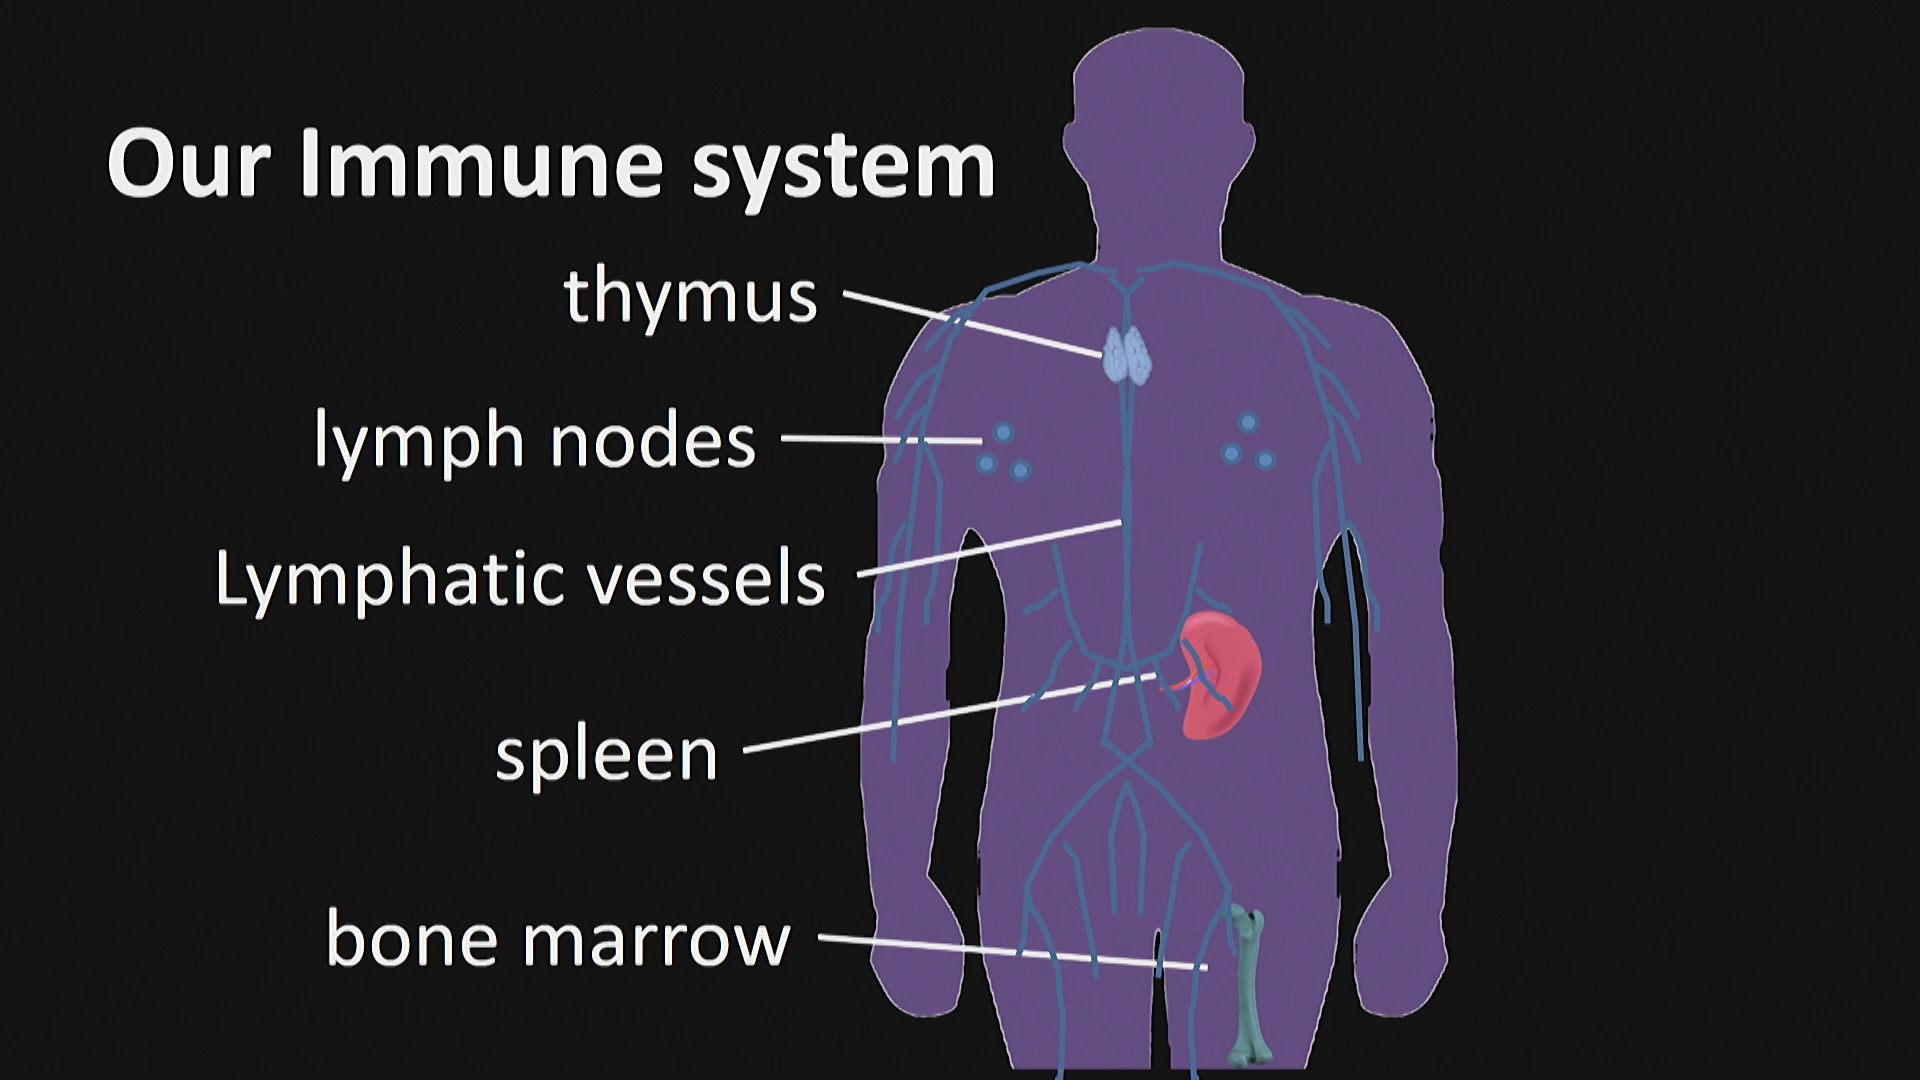 Our Immune system
thymus
lymph nodes
Lymphatic vessels
spleen
bone marrow